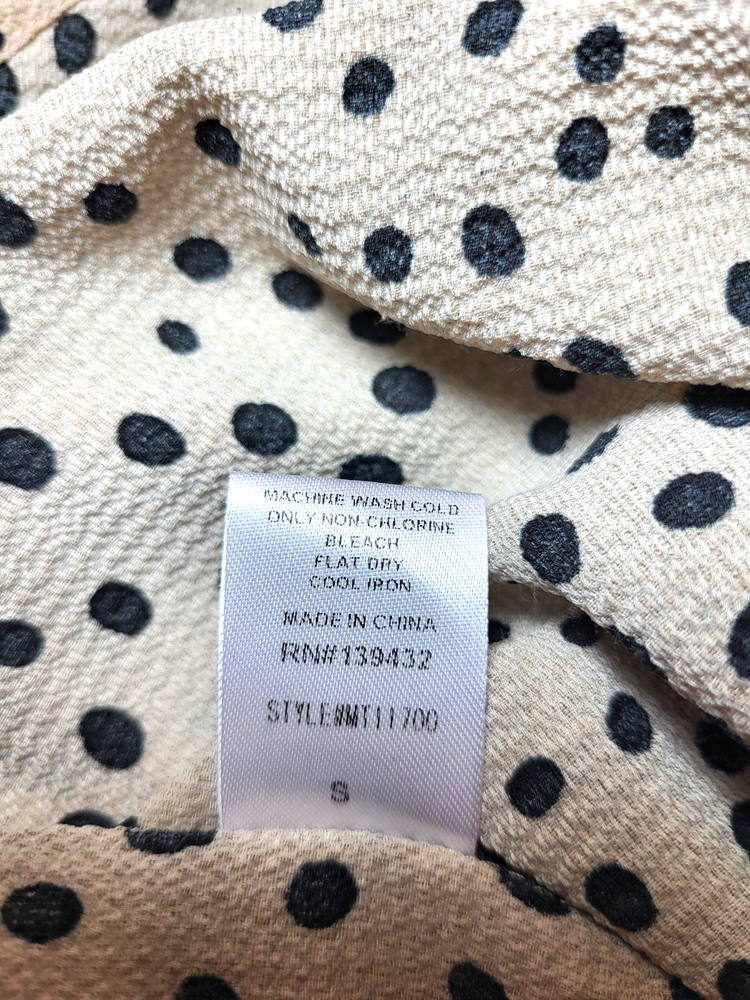 MACHINE WASH COLD
ONLY NON-CHLORINE
BLEACH
FLAT DRY
COOL IRON
MADE IN CHINA
RN#139432
STYLE#MT11700
S